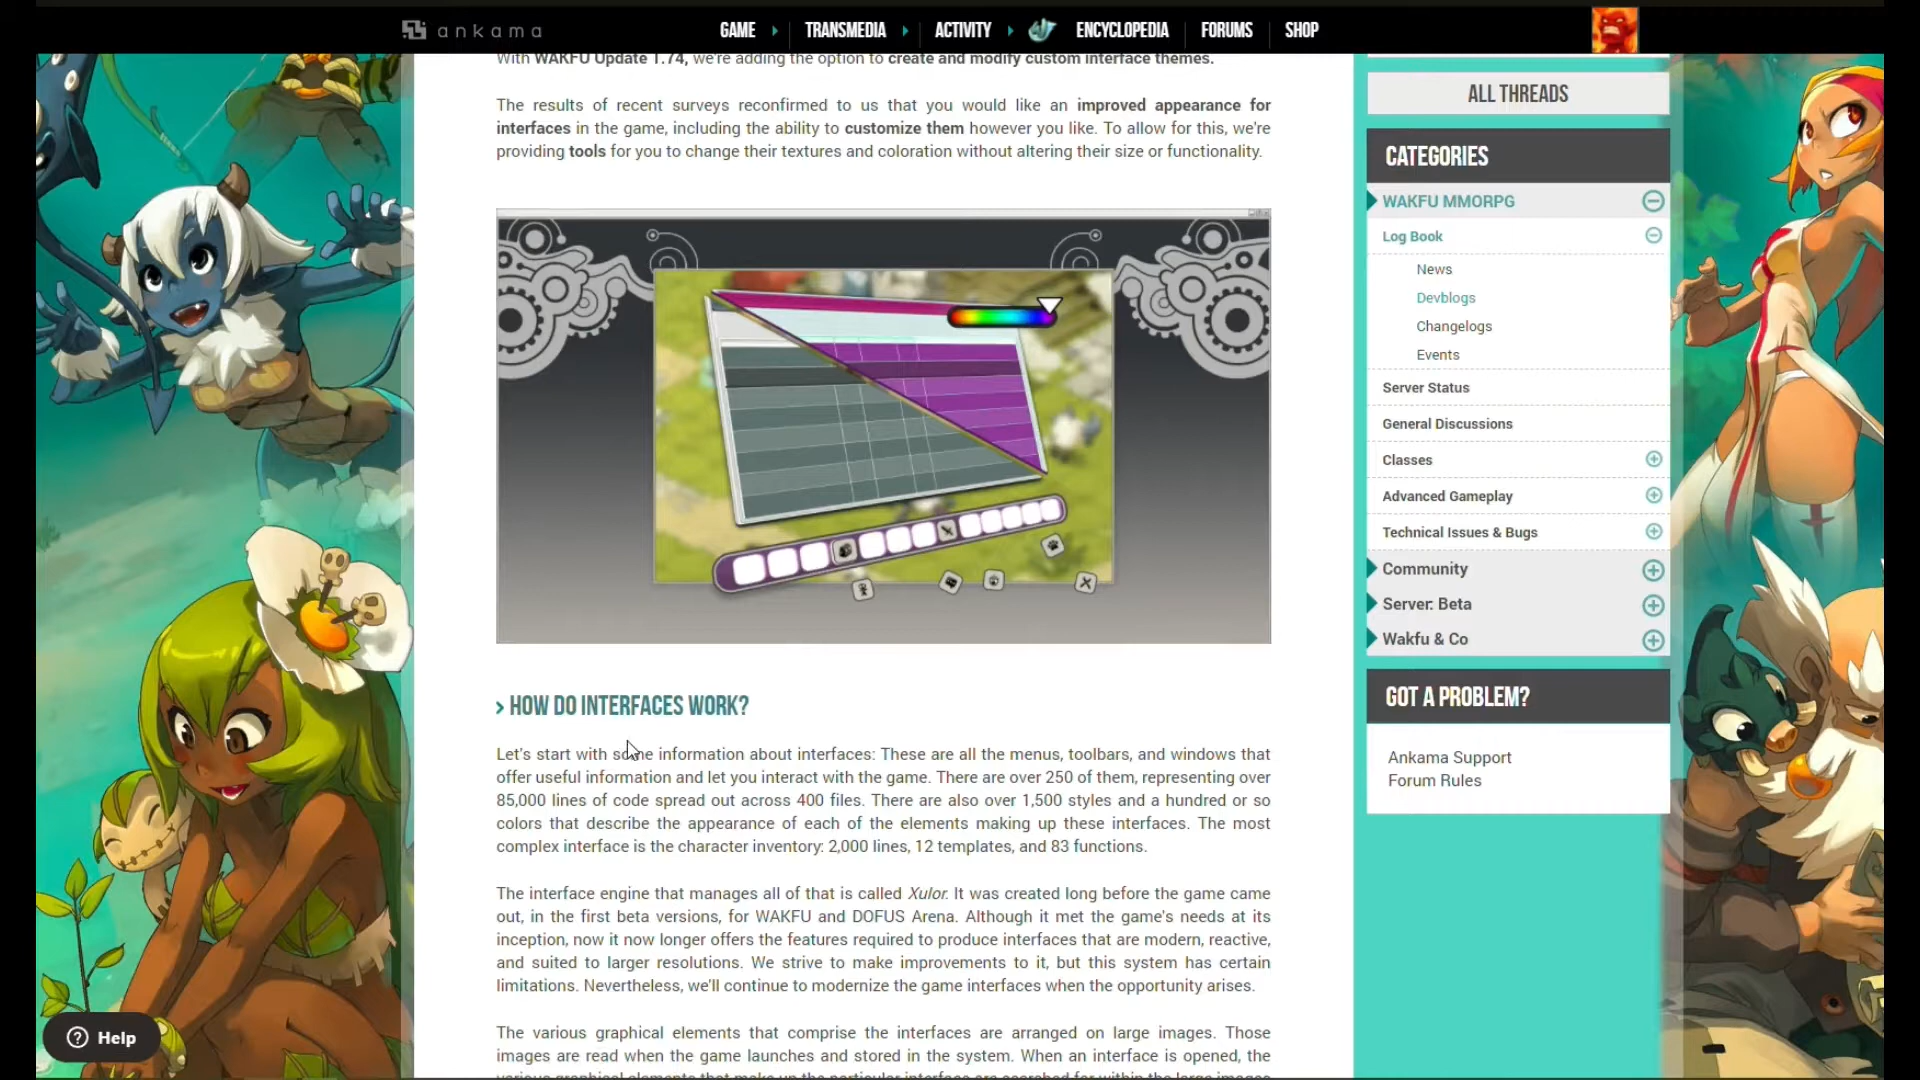 ankama
GAME
TRANSMEDIA
ACTIVITY
ENCYCLOPEDIA
FORUMS
SHOP
With WAKFU Update 1.74, we're adding the option to create and modify custom interface themes.
The results of recent surveys reconfirmed to us that you would like an improved appearance for
interfaces in the game, including the ability to customize them however you like. To allow for this, we're
providing tools for you to change their textures and coloration without altering their size or functionality.
› HOW DO INTERFACES WORK?
Let's start with some information about interfaces: These are all the menus, toolbars, and windows that
offer useful information and let you interact with the game. There are over 250 of them, representing over
85,000 lines of code spread out across 400 files. There are also over 1,500 styles and a hundred or so
colors that describe the appearance of each of the elements making up these interfaces. The most
complex interface is the character inventory: 2,000 lines, 12 templates, and 83 functions.
The interface engine that manages all of that is called Xulor. It was created long before the game came
out, in the first beta versions, for WAKFU and DOFUS Arena. Although it met the game's needs at its
inception, now it now longer offers the features required to produce interfaces that are modern, reactive,
and suited to larger resolutions. We strive to make improvements to it, but this system has certain
limitations. Nevertheless, we'll continue to modernize the game interfaces when the opportunity arises.
The various graphical elements that comprise the interfaces are arranged on large images. Those
images are read when the game launches and stored in the system. When an interface is opened, the
various graphical elements that make up the particular interface are searched for within the large images
ALL THREADS
CATEGORIES
WAKFU MMORPG
Log Book
News
Devblogs
Changelogs
Events
Server Status
General Discussions
Classes
Advanced Gameplay
Technical Issues & Bugs
Community
Server: Beta
Wakfu & Co
GOT A PROBLEM?
Ankama Support
Forum Rules
Help